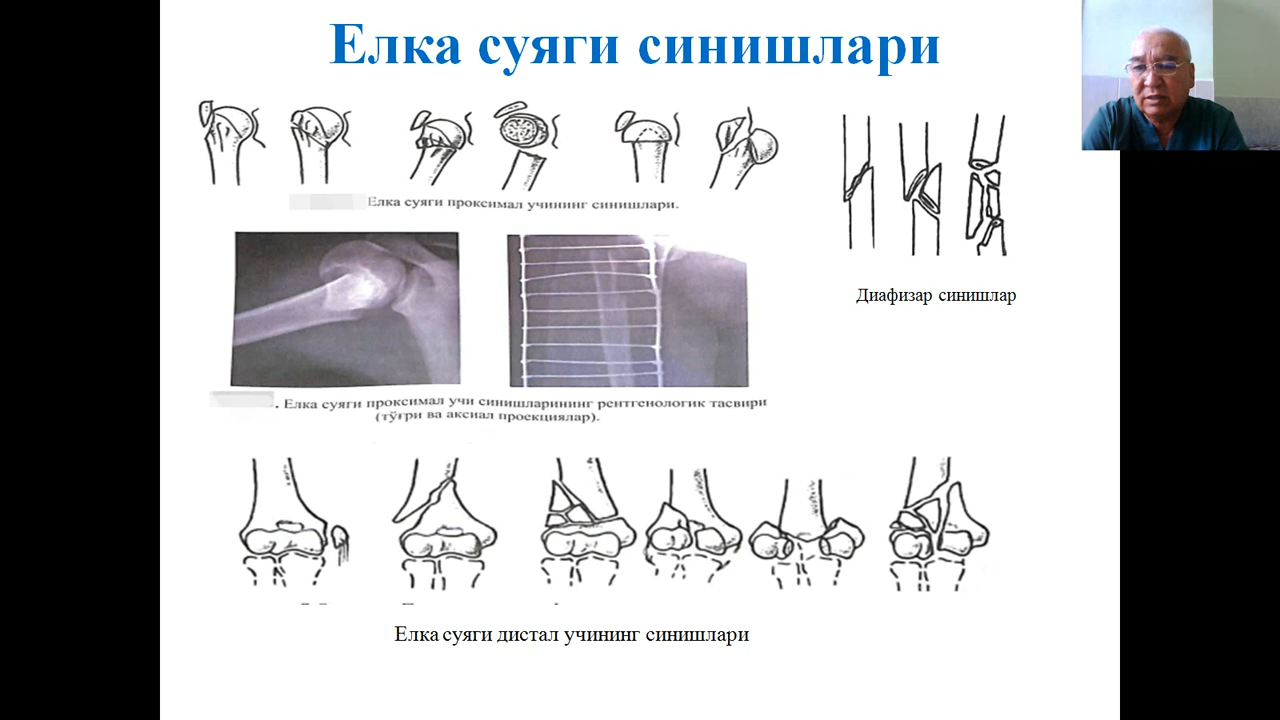 Елка суяги синишлари
Елка суяги проксимал учининг синишлари.
Диафизар синишлар
. Елка суяги проксимал учи синишларининг рентгенологик тасвири
(тўғри ва аксиал проекциялар).
Елка суяги дистал учининг синишлари